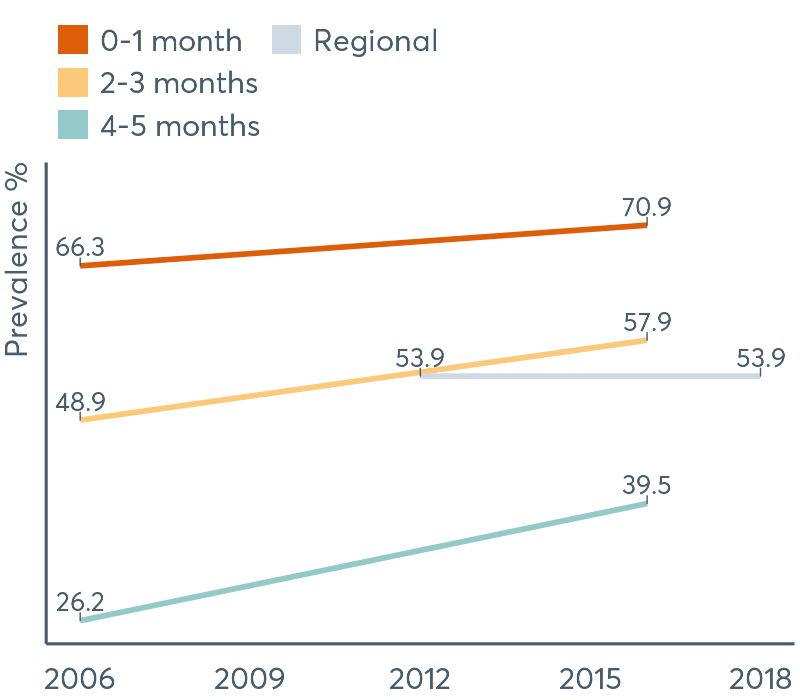 0-1 month
Regional
2-3 months
4-5 months
Prevalence %
70.9
66.3
57.9
53.9
53.9
48.9
39.5
26.2
2006
2009
2012
2015
2018